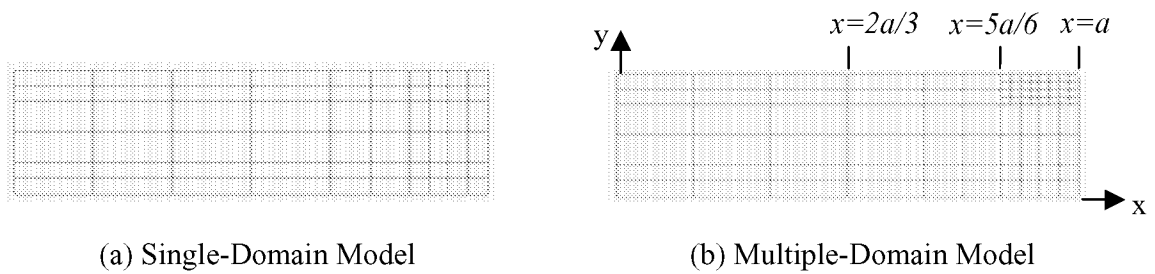 x=2a/3 x=5a/6 x=a
y
x
(a) Single-Domain Model
(b) Multiple-Domain Model